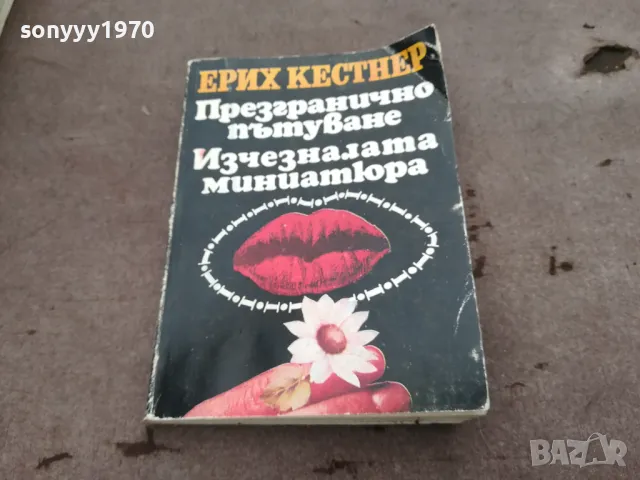 sonyyy1970
ЕРИХ КЕСТНЕР
Презгранично
пътуване
Изчезналата
миниатюра
BAZAR